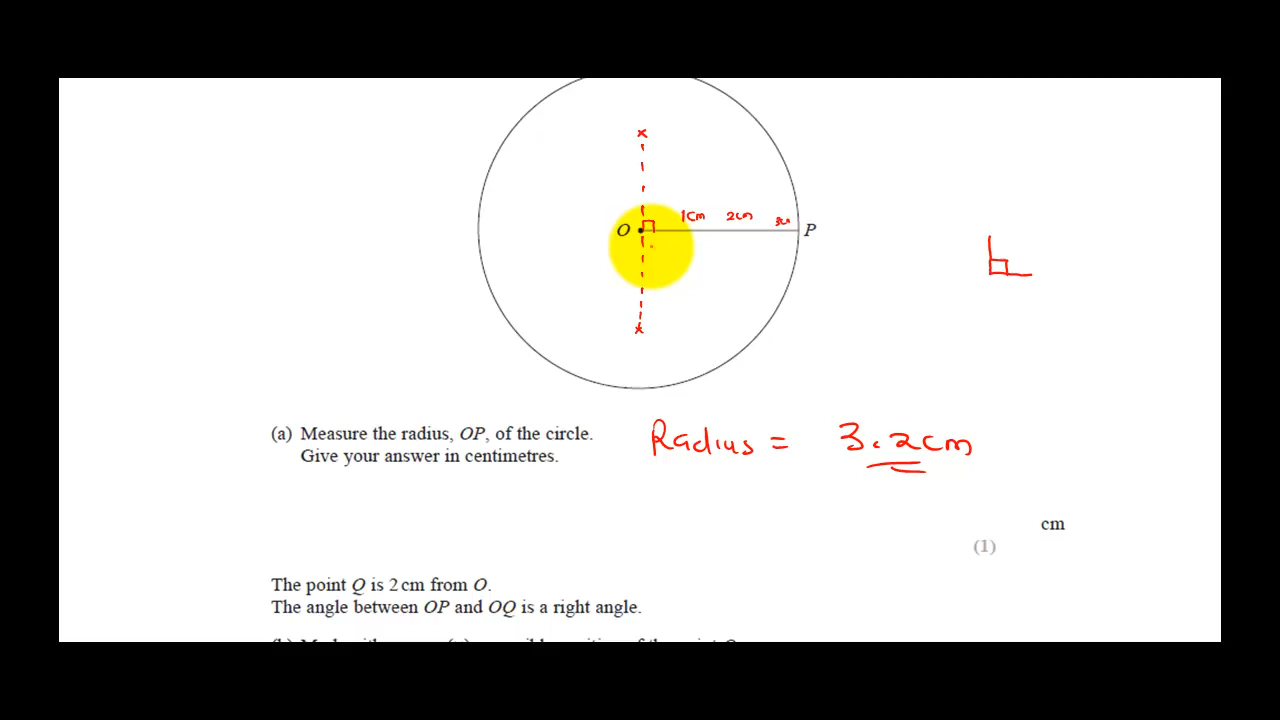 1cm 2cm
O P
(a) Measure the radius, OP, of the circle.
Radius = 3.2cm
Give your answer in centimetres.
cm
(1)
The point Q is 2 cm from O.
The angle between OP and OQ is a right angle.